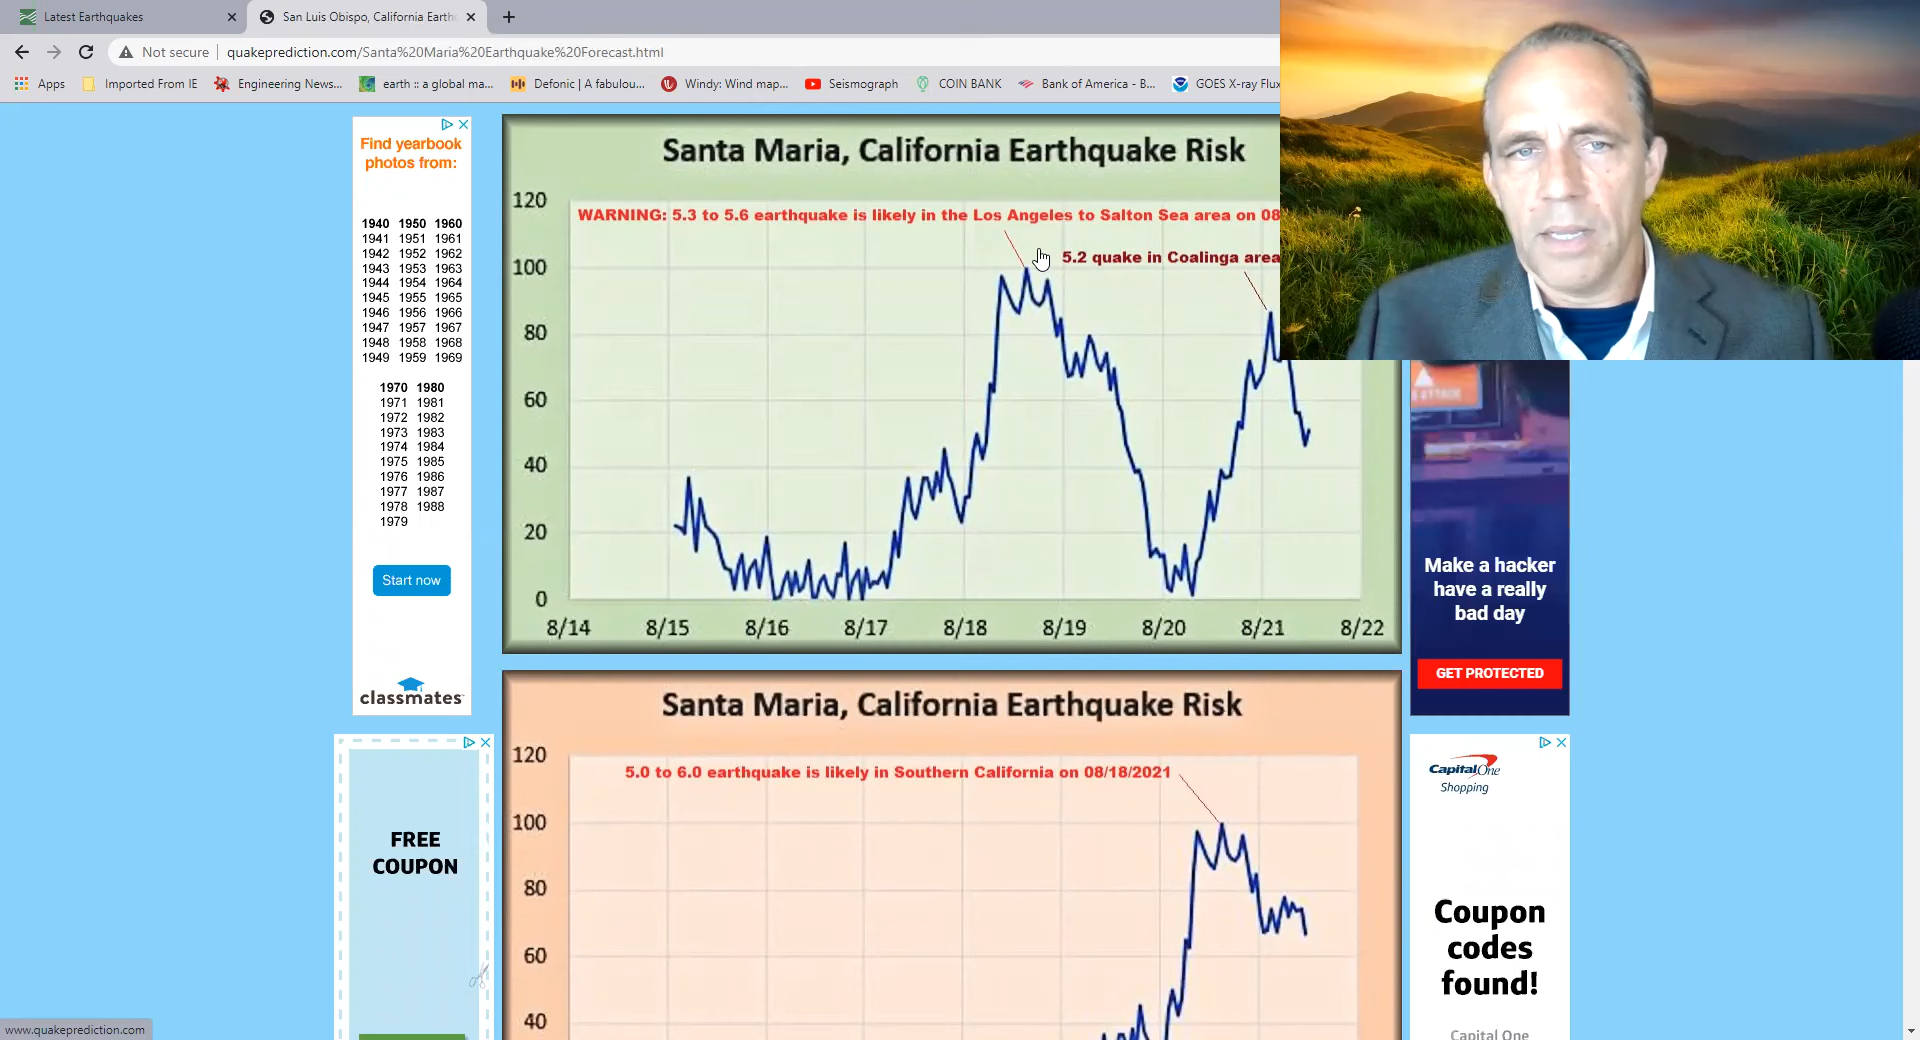 Latest Earthquakes
San Luis Obispo, California Earth
Not secure
quakeprediction.com/Santa%20Maria%20Earthquake%20Forecast.html
Apps
Imported From IE
Engineering News...
earth :: a global ma...
Defonic | A fabulou...
Windy: Wind map...
Seismograph
COIN BANK
Bank of America - B...
GOES X-ray Flux
Find yearbook
photos from:
1940 1950 1960
1941 1951 1961
1942 1952 1962
1943 1953 1963
1944 1954 1964
1945 1955 1965
1946 1956 1966
1947 1957 1967
1948 1958 1968
1949 1959 1969
1970 1980
1971 1981
1972 1982
1973 1983
1974 1984
1975 1985
1976 1986
1977 1987
1978 1988
1979
Start now
classmates
FREE
COUPON
Santa Maria, California Earthquake Risk
120
WARNING: 5.3 to 5.6 earthquake is likely in the Los Angeles to Salton Sea area on 08
5.2 quake in Coalinga area
100
80
60
40
20
0
8/14 8/15 8/16 8/17 8/18 8/19 8/20 8/21 8/22
Santa Maria, California Earthquake Risk
120
5.0 to 6.0 earthquake is likely in Southern California on 08/18/2021
100
80
60
40
ATTACK
Make a hacker
have a really
bad day
GET PROTECTED
CapitalOne
Shopping
Coupon
codes
found!
Capital One
www.quakeprediction.com